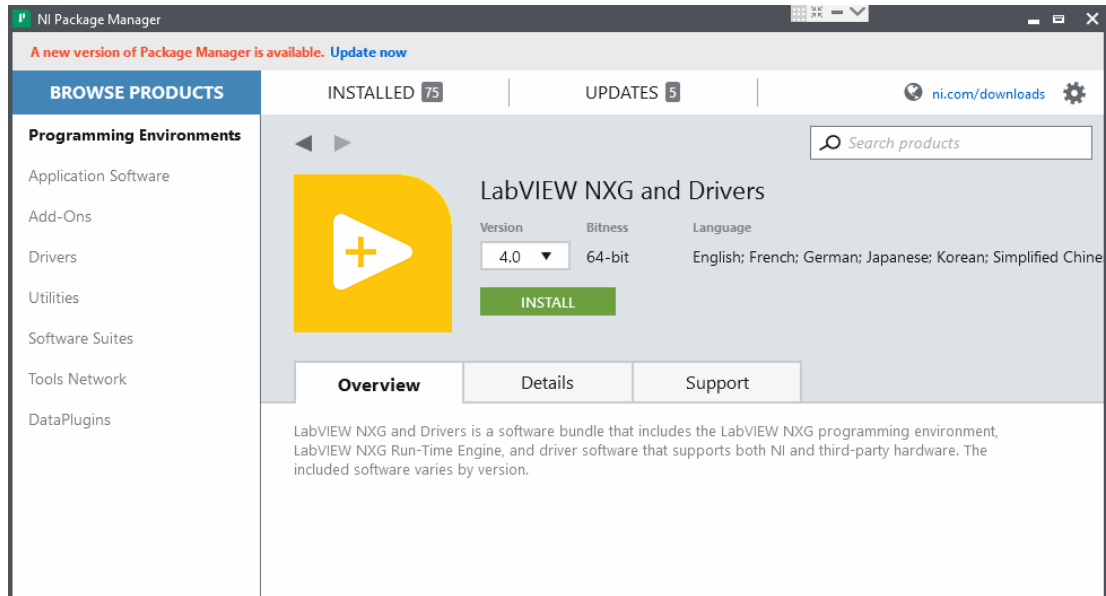 NI Package Manager
A new version of Package Manager is available. Update now
BROWSE PRODUCTS
INSTALLED 75
UPDATES 5
ni.com/downloads
Programming Environments
Application Software
Add-Ons
Drivers
Utilities
Software Suites
Tools Network
DataPlugins
Search products
LabVIEW NXG and Drivers
Version Bitness Language
4.0 64-bit English; French; German; Japanese; Korean; Simplified Chine
INSTALL
Overview Details Support
LabVIEW NXG and Drivers is a software bundle that includes the LabVIEW NXG programming environment,
LabVIEW NXG Run-Time Engine, and driver software that supports both NI and third-party hardware. The
included software varies by version.